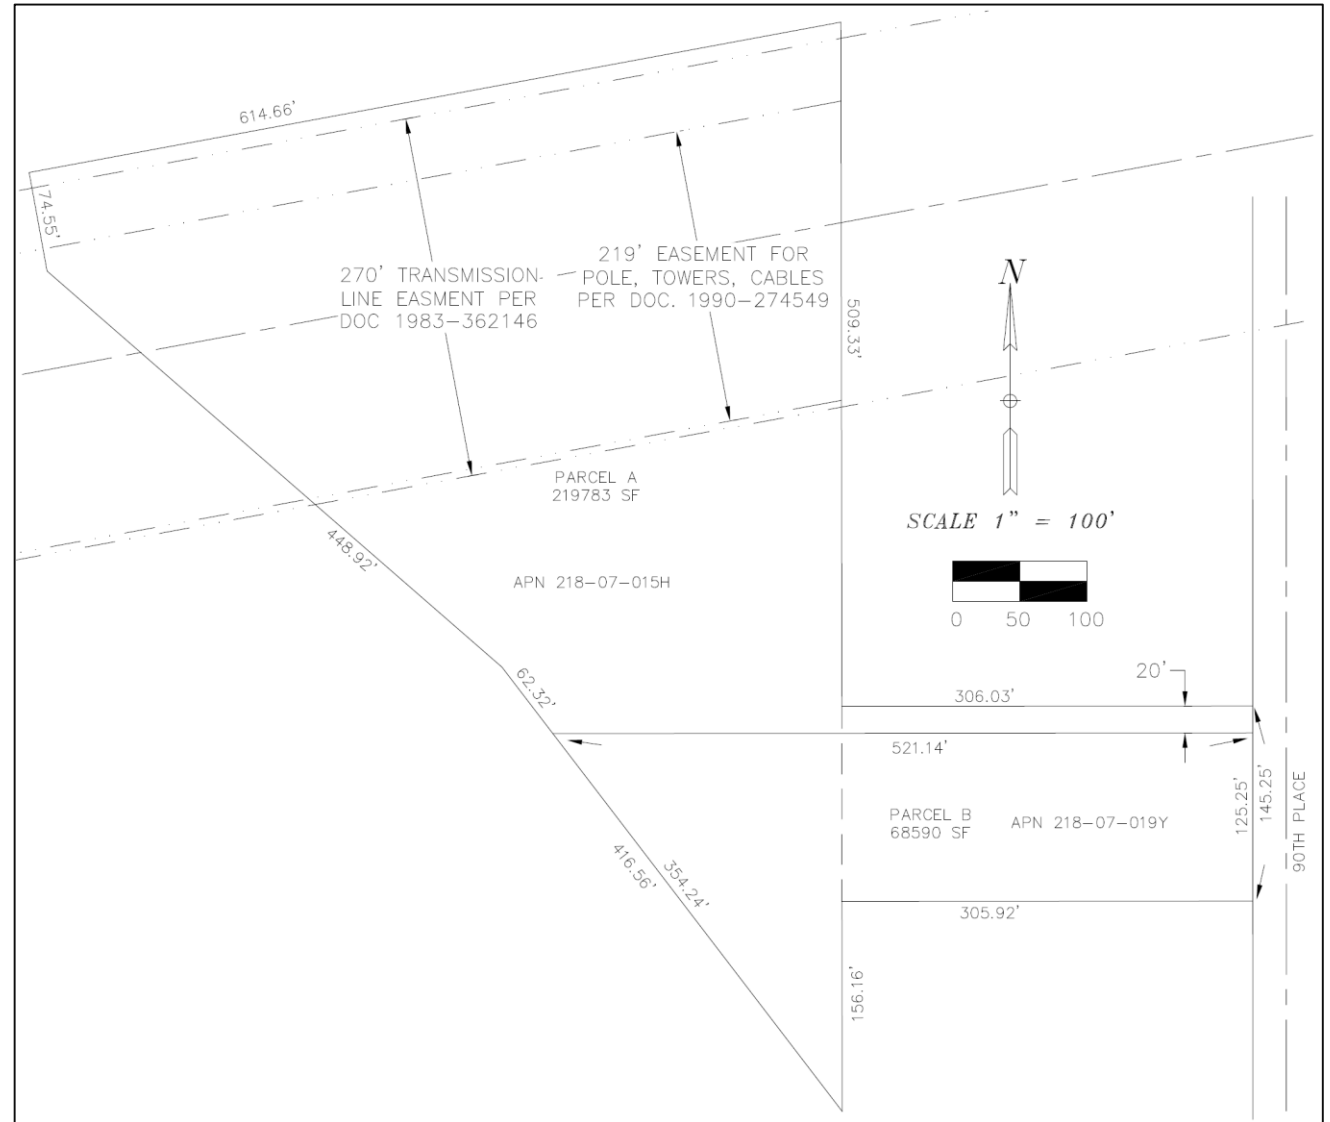 614.66'
74.55'
270' TRANSMISSION
LINE EASMENT PER
DOC 1983-362146
219' EASEMENT FOR
POLE, TOWERS, CABLES
PER DOC. 1990-274549
509.33'
N
SCALE 1" = 100'
0 50 100
PARCEL A
219783 SF
448.92'
APN 218-07-015H
62.32'
20'
306.03'
521.14'
PARCEL B
68590 SF
APN 218-07-019Y
125.25'
145.25'
90TH PLACE
416.56'
354.24'
305.92'
156.16'